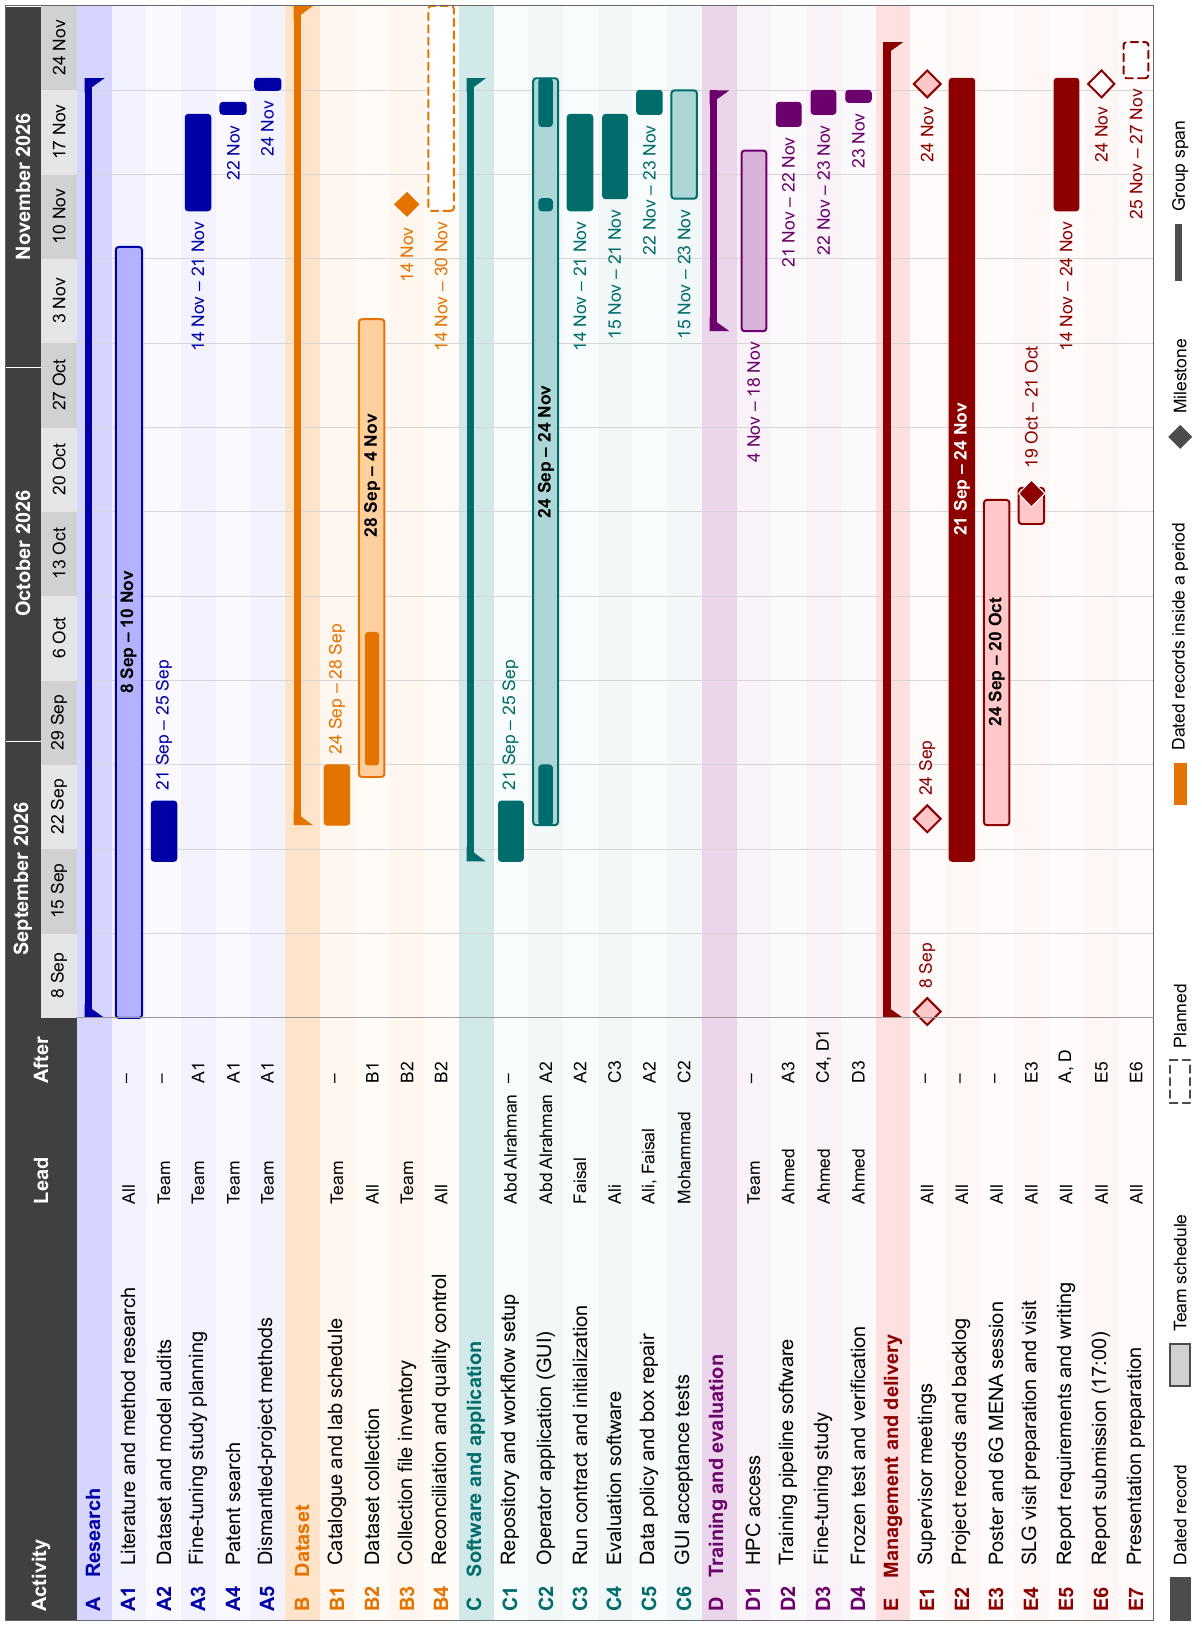 Activity Lead After September 2026 October 2026 November 2026
8 Sep 15 Sep 22 Sep 29 Sep 6 Oct 13 Oct 20 Oct 27 Oct 3 Nov 10 Nov 17 Nov 24 Nov
A Research
A1 Literature and method research All – 8 Sep – 10 Nov
A2 Dataset and model audits Team – 21 Sep – 25 Sep
A3 Fine-tuning study planning Team A1 14 Nov – 21 Nov
A4 Patent search Team A1 22 Nov
A5 Dismantled-project methods Team A1 24 Nov
B Dataset
B1 Catalogue and lab schedule Team – 24 Sep – 28 Sep
B2 Dataset collection All B1 28 Sep – 4 Nov
B3 Collection file inventory Team B2 14 Nov
B4 Reconciliation and quality control All B2 14 Nov – 30 Nov
C Software and application
C1 Repository and workflow setup Abd Alrahman – 21 Sep – 25 Sep
C2 Operator application (GUI) Abd Alrahman A2 24 Sep – 24 Nov
C3 Run contract and initialization Faisal A2 14 Nov – 21 Nov
C4 Evaluation software Ali C3 15 Nov – 21 Nov
C5 Data policy and box repair Ali, Faisal A2 22 Nov – 23 Nov
C6 GUI acceptance tests Mohammad C2 15 Nov – 23 Nov
D Training and evaluation
D1 HPC access Team – 4 Nov – 18 Nov
D2 Training pipeline software Ahmed A3 21 Nov – 22 Nov
D3 Fine-tuning study Ahmed C4, D1 22 Nov – 23 Nov
D4 Frozen test and verification Ahmed D3 23 Nov
E Management and delivery
E1 Supervisor meetings All – 8 Sep 24 Sep 24 Nov
E2 Project records and backlog All – 21 Sep – 24 Nov
E3 Poster and 6G MENA session All – 24 Sep – 20 Oct
E4 SLG visit preparation and visit All E3 19 Oct – 21 Oct
E5 Report requirements and writing All A, D 14 Nov – 24 Nov
E6 Report submission (17:00) All E5 24 Nov
E7 Presentation preparation All E6 25 Nov – 27 Nov
Dated record Team schedule Planned Dated records inside a period Milestone Group span